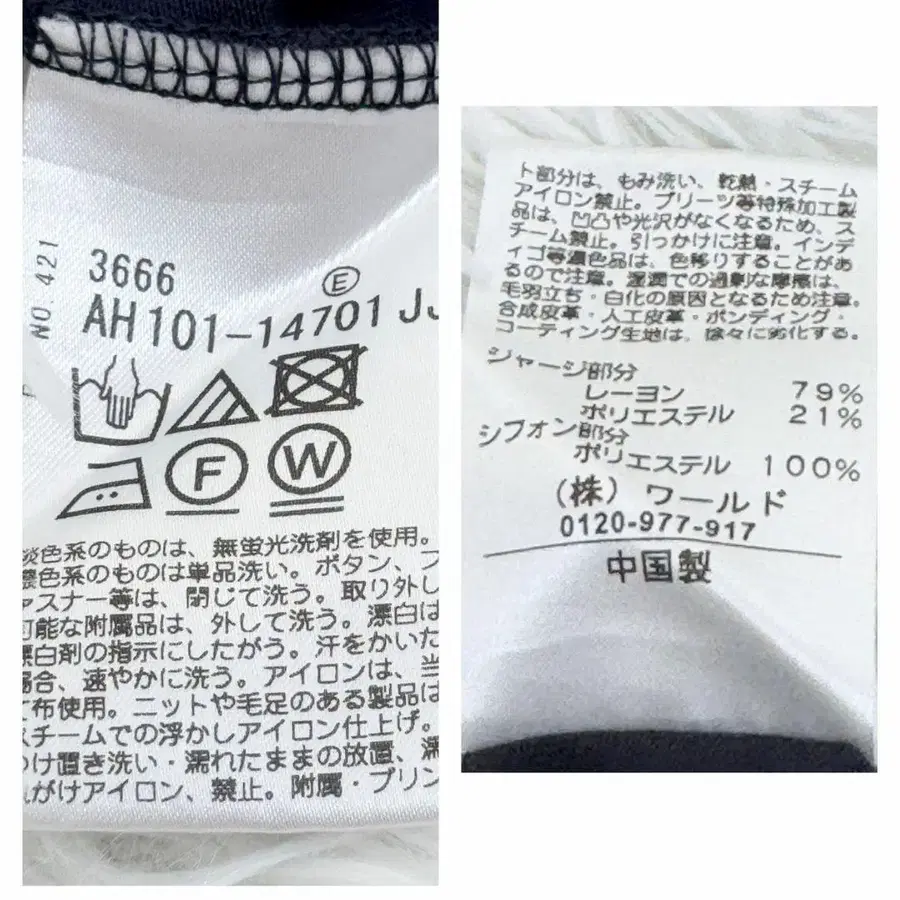 NO. 421
3666
E
AH101-14701 JJ
F
W
淡色系のものは、無蛍光洗剤を使用。
濃色系のものは単品洗い。ボタン、フ
ァスナー等は、閉じて洗う。取り外し
可能な附属品は、外して洗う。漂白は
漂白剤の指示にしたがう。汗をかいた
場合、速やかに洗う。アイロンは、当
て布使用。ニットや毛足のある製品は
スチームでの浮かしアイロン仕上げ。
つけ置き洗い・濡れたままの放置、濡
れがけアイロン、禁止。附属・プリン
ト部分は、もみ洗い、乾熱・スチーム
アイロン禁止。プリーツ等特殊加工製
品は、凹凸や光沢がなくなるため、ス
チーム禁止。引っかけに注意。インデ
ィゴ等濃色品は、色移りすることがあ
るので注意。湿潤での過剰な摩擦は、
毛羽立ち・白化の原因となるため注意。
合成皮革・人工皮革・ボンディング・
コーティング生地は、徐々に劣化する。
ジャージ部分
レーヨン 79%
ポリエステル 21%
シフォン部分
ポリエステル 100%
(株) ワールド
0120-977-917
中国製